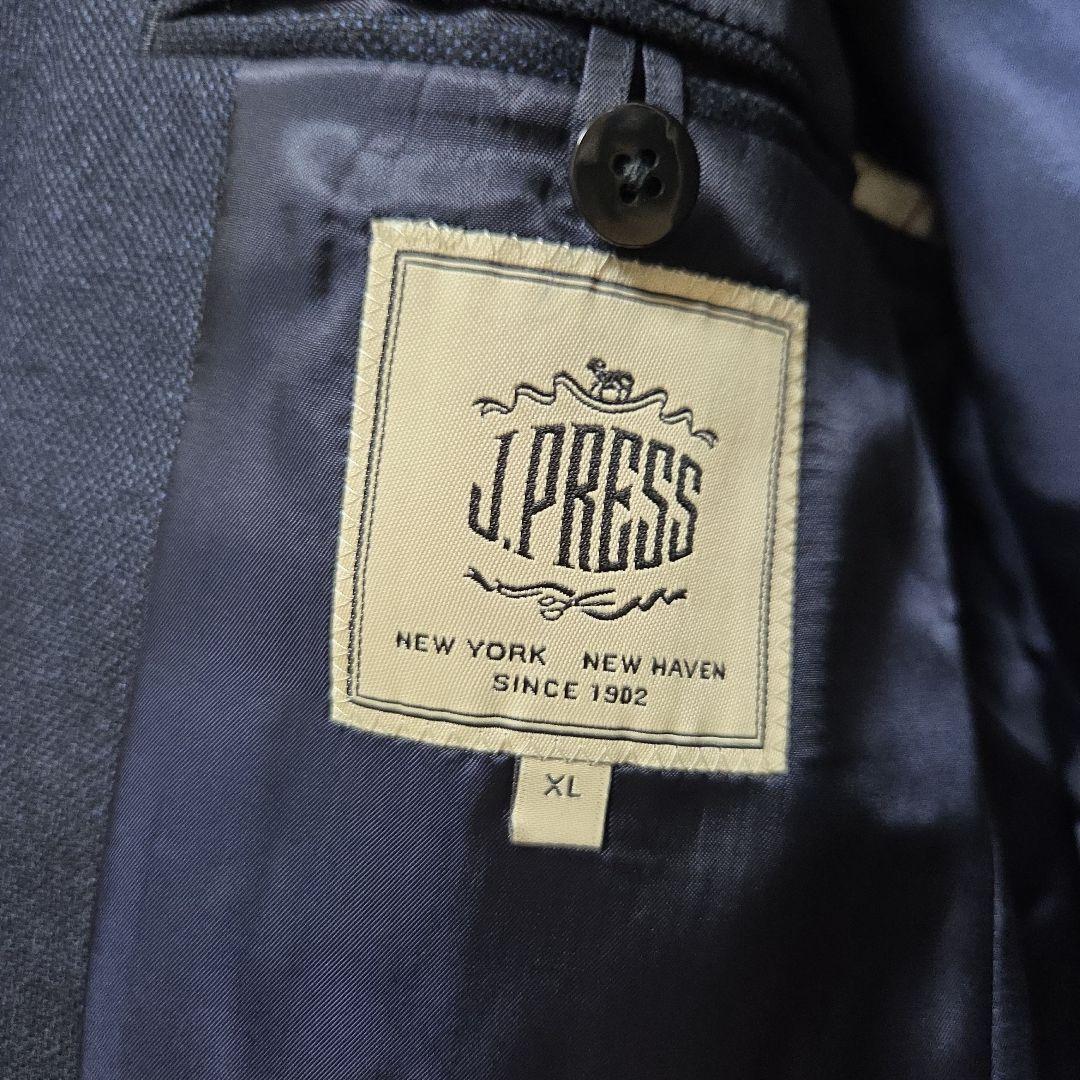 J.PRESS
NEW YORK NEW HAVEN
SINCE 1902
XL